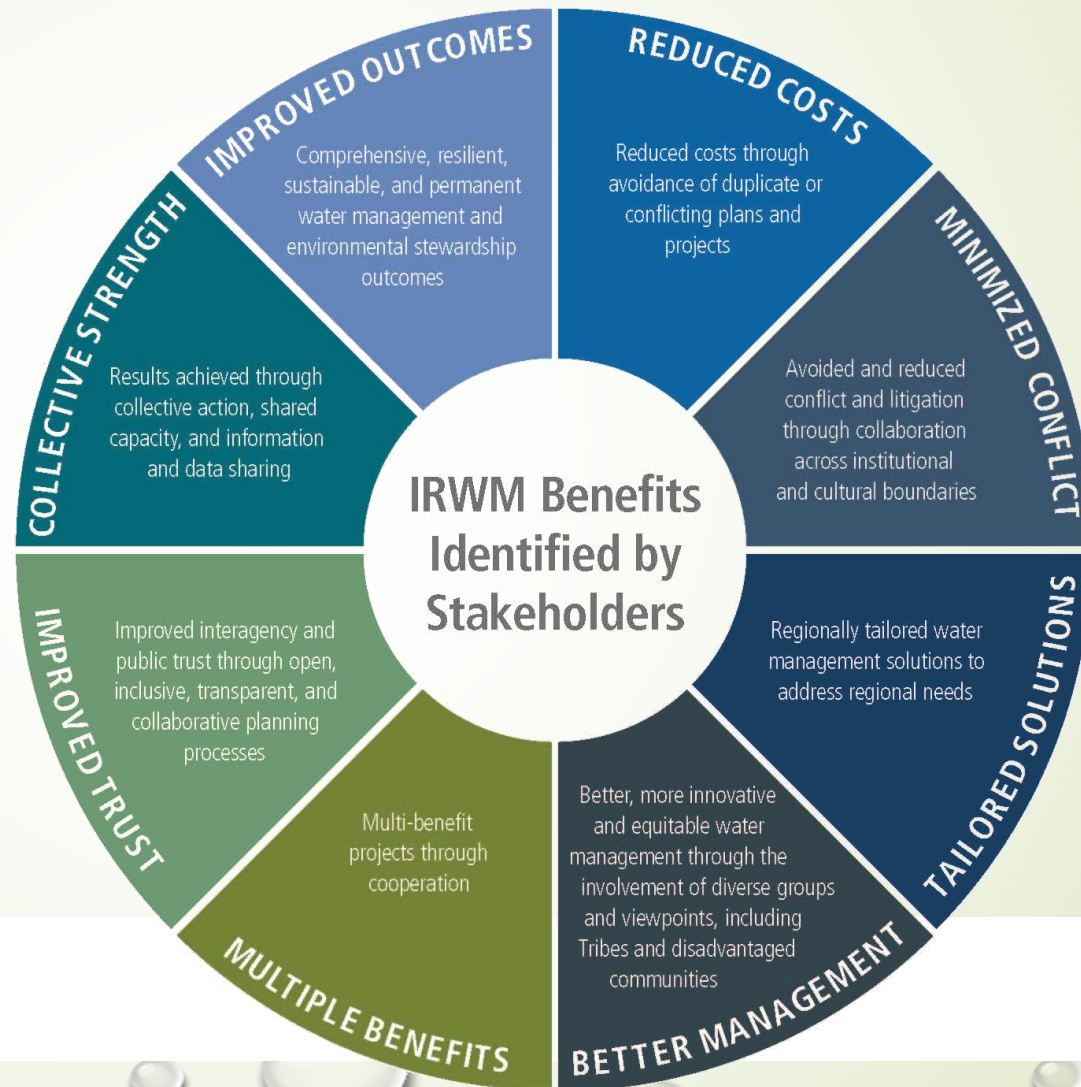 IRWM Benefits
Identified by
Stakeholders
REDUCED COSTS
Reduced costs through
avoidance of duplicate or
conflicting plans and
projects
MINIMIZED CONFLICT
Avoided and reduced
conflict and litigation
through collaboration
across institutional
and cultural boundaries
TAILORED SOLUTIONS
Regionally tailored water
management solutions to
address regional needs
BETTER MANAGEMENT
Better, more innovative
and equitable water
management through the
involvement of diverse groups
and viewpoints, including
Tribes and disadvantaged
communities
MULTIPLE BENEFITS
Multi-benefit
projects through
cooperation
IMPROVED TRUST
Improved interagency and
public trust through open,
inclusive, transparent, and
collaborative planning
processes
COLLECTIVE STRENGTH
Results achieved through
collective action, shared
capacity, and information
and data sharing
IMPROVED OUTCOMES
Comprehensive, resilient,
sustainable, and permanent
water management and
environmental stewardship
outcomes